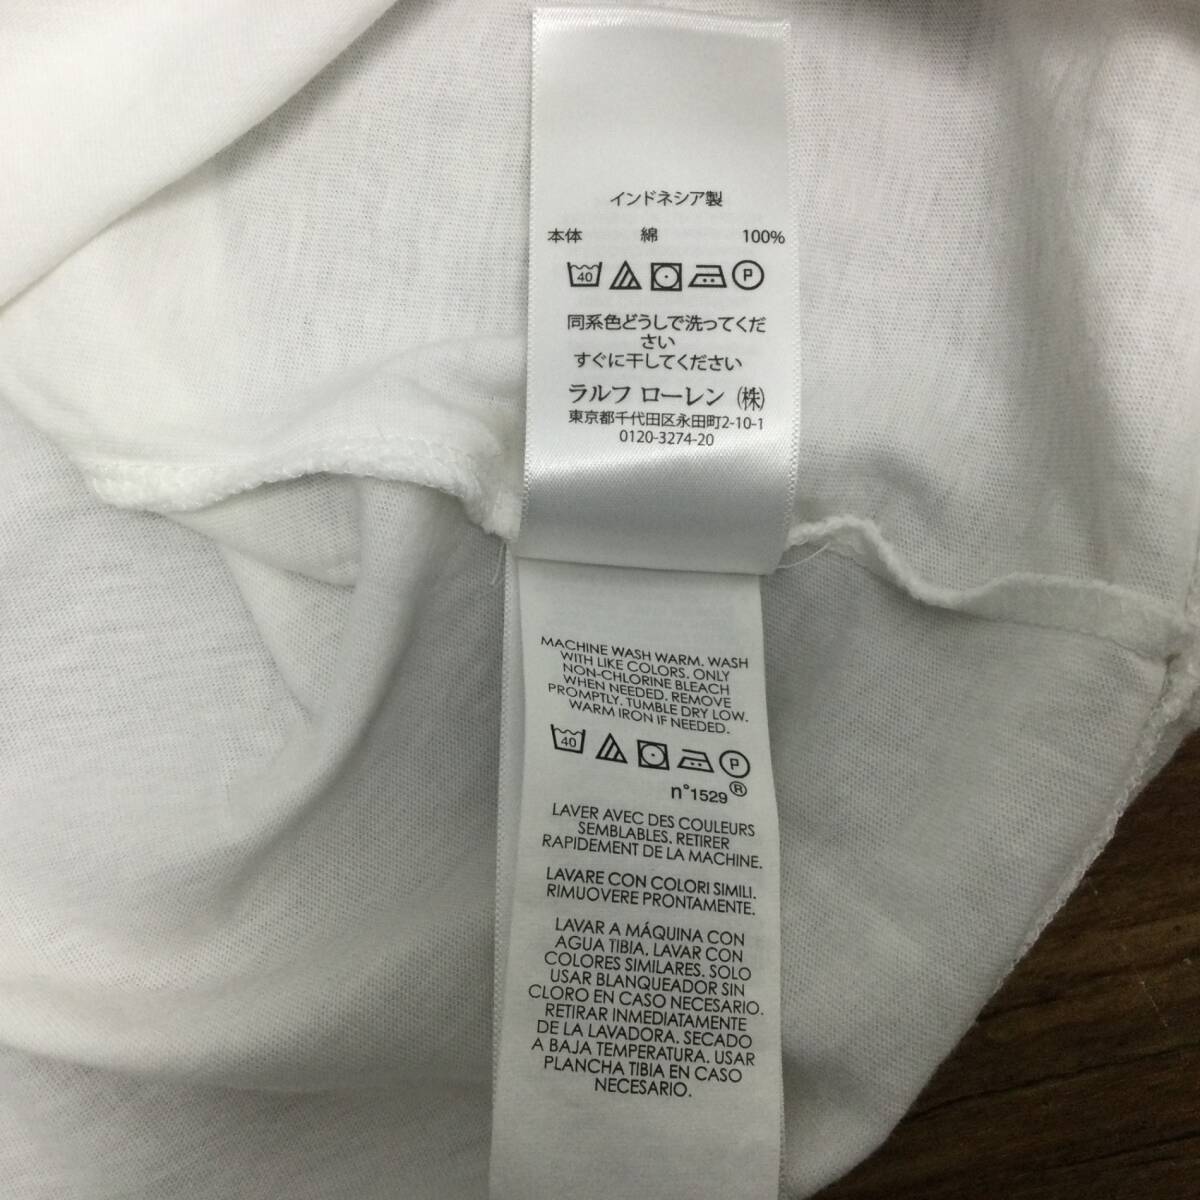 インドネシア製
本体 綿 100%
40 P
同系色どうしで洗ってくだ
さい
すぐに干してください
ラルフ ローレン (株)
東京都千代田区永田町2-10-1
0120-3274-20
MACHINE WASH WARM. WASH
WITH LIKE COLORS. ONLY
NON-CHLORINE BLEACH
WHEN NEEDED. REMOVE
PROMPTLY. TUMBLE DRY LOW.
WARM IRON IF NEEDED.
40 P
n°1529®
LAVER AVEC DES COULEURS
SEMBLABLES. RETIRER
RAPIDEMENT DE LA MACHINE.
LAVARE CON COLORI SIMILI.
RIMUOVERE PRONTAMENTE.
LAVAR A MÁQUINA CON
AGUA TIBIA. LAVAR CON
COLORES SIMILARES. SOLO
USAR BLANQUEADOR SIN
CLORO EN CASO NECESARIO.
RETIRAR INMEDIATAMENTE
DE LA LAVADORA. SECADO
A BAJA TEMPERATURA. USAR
PLANCHA TIBIA EN CASO
NECESARIO.